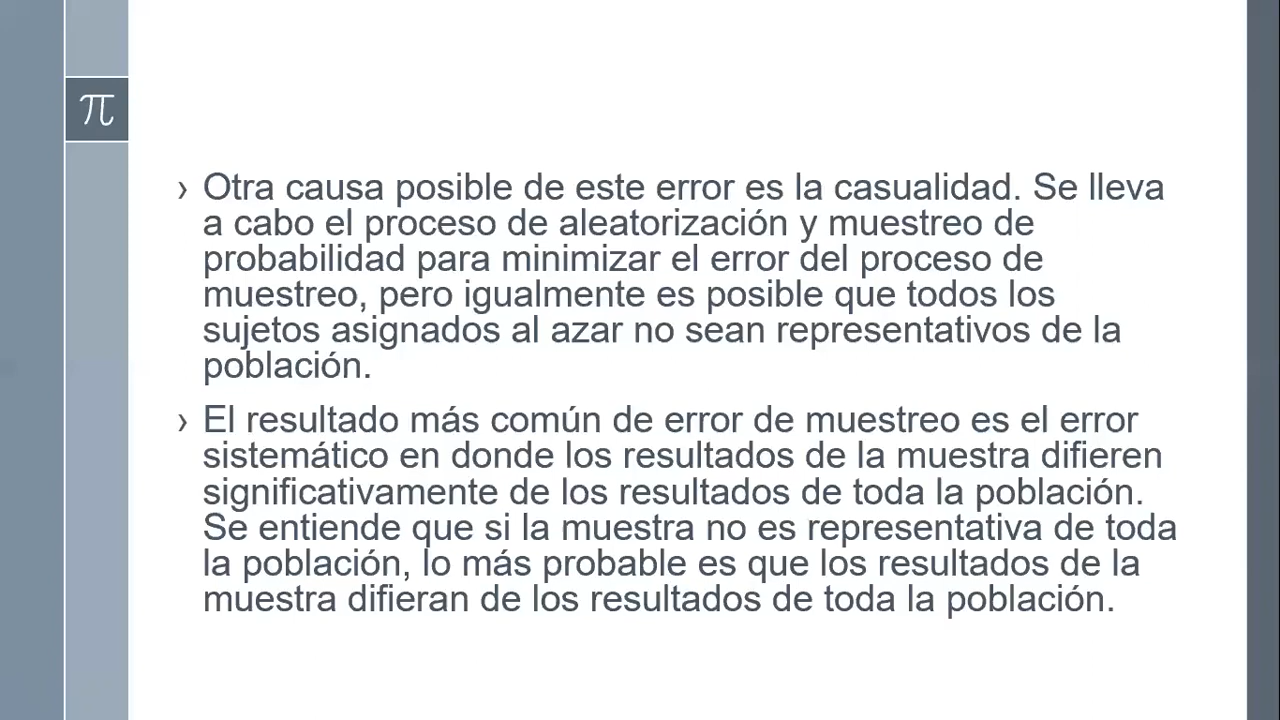 π
› Otra causa posible de este error es la casualidad. Se lleva
a cabo el proceso de aleatorización y muestreo de
probabilidad para minimizar el error del proceso de
muestreo, pero igualmente es posible que todos los
sujetos asignados al azar no sean representativos de la
población.
› El resultado más común de error de muestreo es el error
sistemático en donde los resultados de la muestra difieren
significativamente de los resultados de toda la población.
Se entiende que si la muestra no es representativa de toda
la población, lo más probable es que los resultados de la
muestra difieran de los resultados de toda la población.